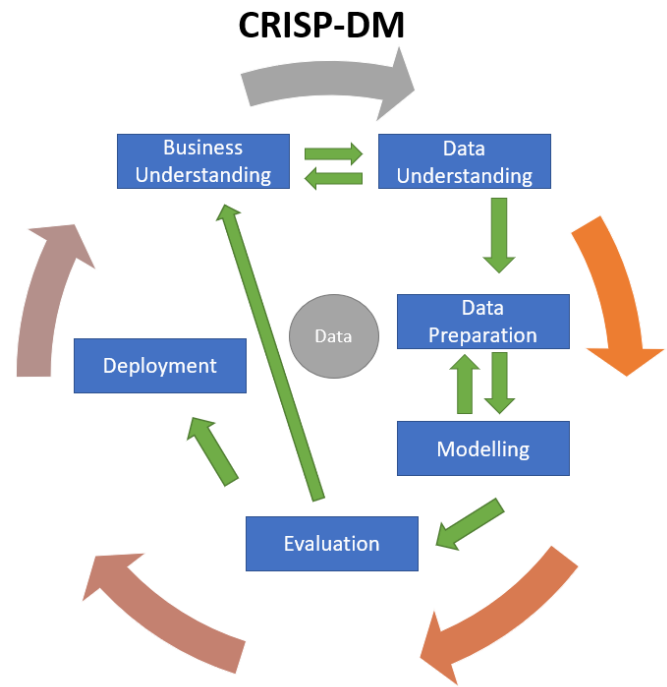 CRISP-DM
Business
Understanding
Data
Understanding
Data
Preparation
Data
Deployment
Modelling
Evaluation